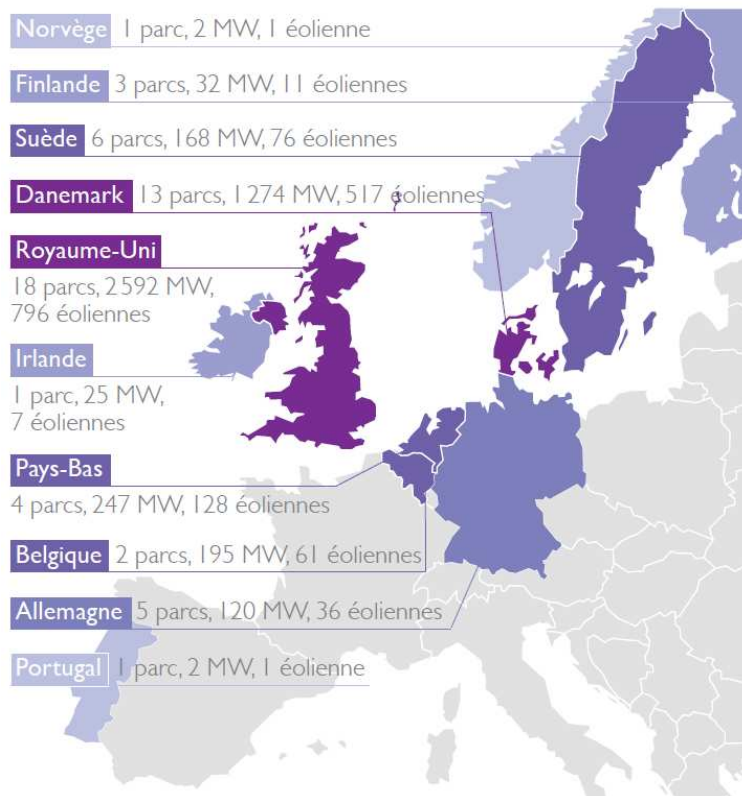 Norvège 1 parc, 2 MW, 1 éolienne
Finlande 3 parcs, 32 MW, 11 éoliennes
Suède 6 parcs, 168 MW, 76 éoliennes
Danemark 13 parcs, 1 274 MW, 517 éoliennes
Royaume-Uni
18 parcs, 2 592 MW,
796 éoliennes
Irlande
1 parc, 25 MW,
7 éoliennes
Pays-Bas
4 parcs, 247 MW, 128 éoliennes
Belgique 2 parcs, 195 MW, 61 éoliennes
Allemagne 5 parcs, 120 MW, 36 éoliennes
Portugal 1 parc, 2 MW, 1 éolienne